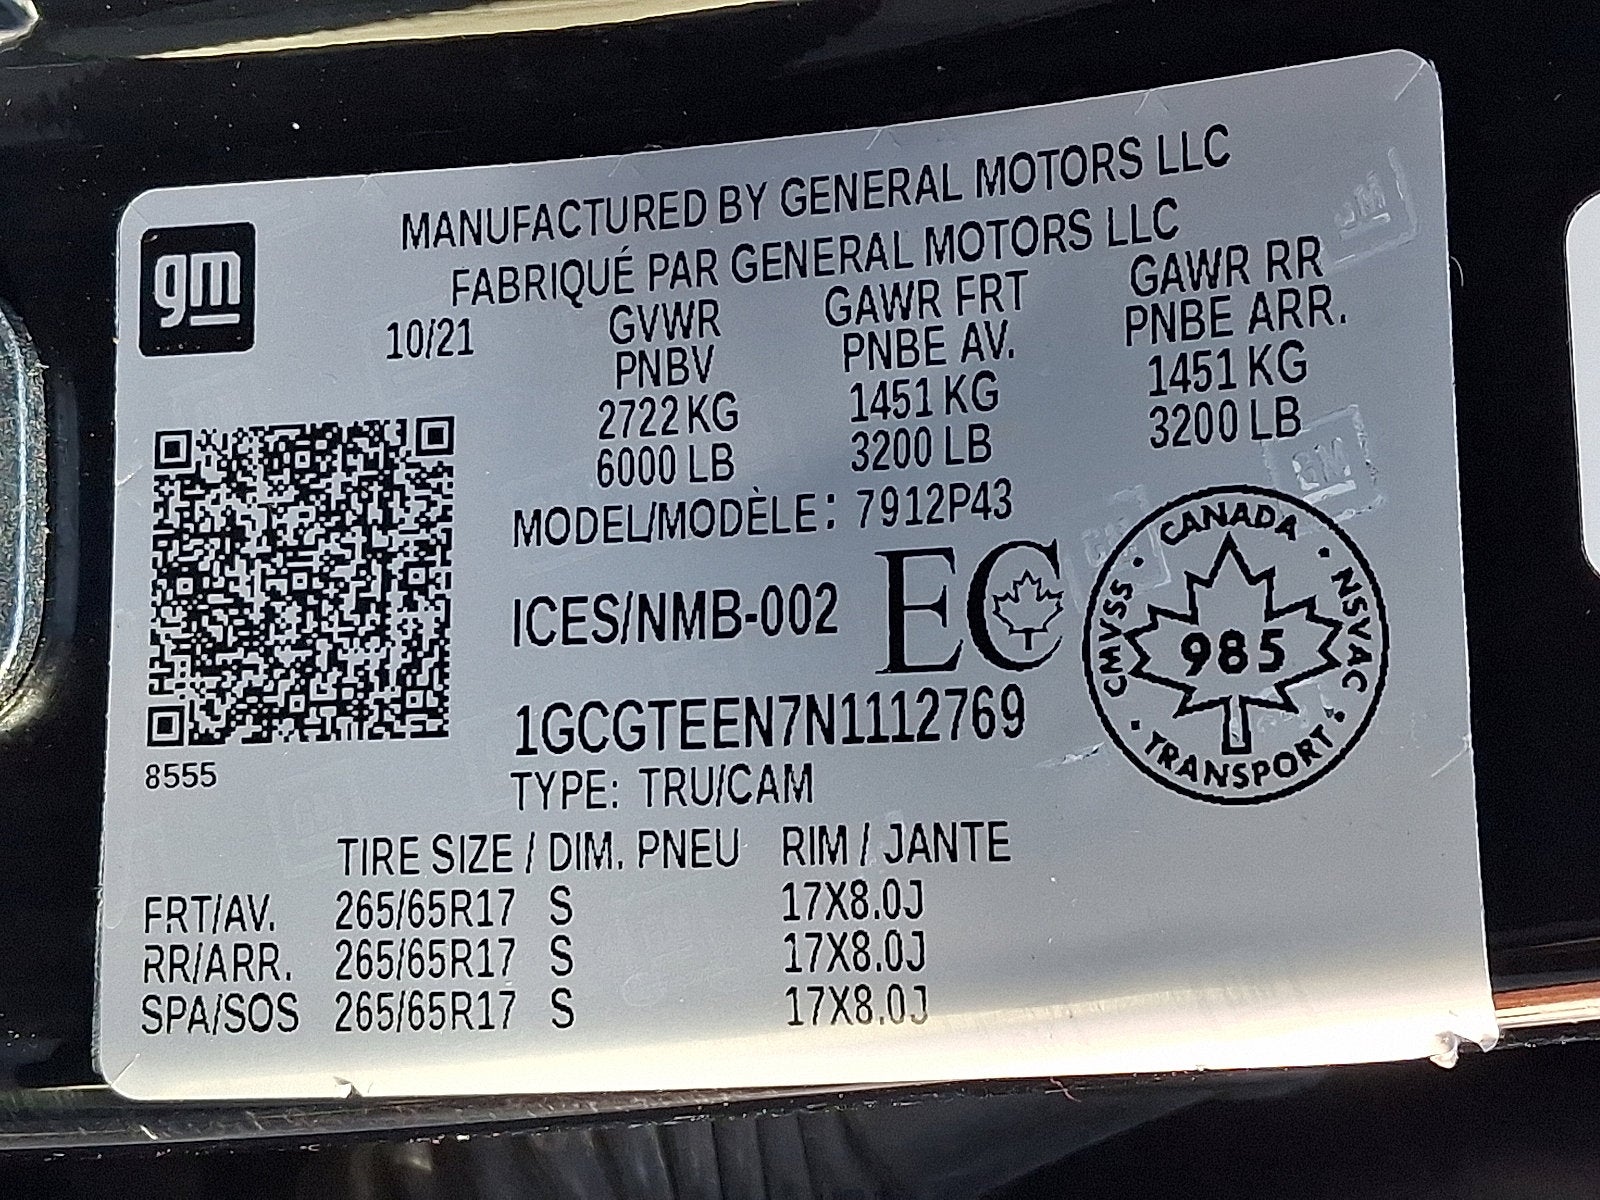 gm
MANUFACTURED BY GENERAL MOTORS LLC
FABRIQUÉ PAR GENERAL MOTORS LLC
10/21 GVWR GAWR FRT GAWR RR
PNBV PNBE AV. PNBE ARR.
2722 KG 1451 KG 1451 KG
6000 LB 3200 LB 3200 LB
MODEL/MODÈLE: 7912P43
ICES/NMB-002 EC
CANADA · NSVAC · TRANSPORT · CMVSS ·
985
1GCGTEEN7N1112769
8555
TYPE: TRU/CAM
TIRE SIZE / DIM. PNEU RIM / JANTE
FRT/AV. 265/65R17 S 17X8.0J
RR/ARR. 265/65R17 S 17X8.0J
SPA/SOS 265/65R17 S 17X8.0J
GM
GM